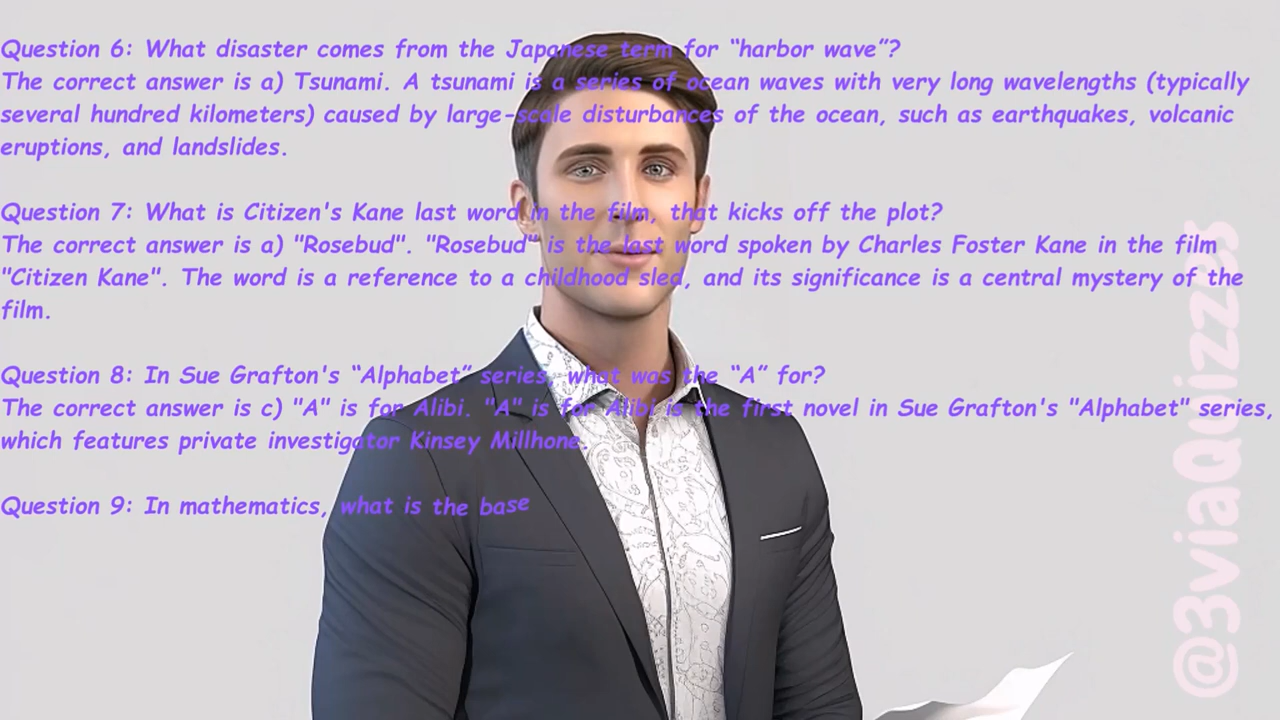 Question 6: What disaster comes from the Japanese term for “harbor wave”?
The correct answer is a) Tsunami. A tsunami is a series of ocean waves with very long wavelengths (typically
several hundred kilometers) caused by large-scale disturbances of the ocean, such as earthquakes, volcanic
eruptions, and landslides.
Question 7: What is Citizen's Kane last word in the film, that kicks off the plot?
The correct answer is a) "Rosebud". "Rosebud" is the last word spoken by Charles Foster Kane in the film
"Citizen Kane". The word is a reference to a childhood sled, and its significance is a central mystery of the
film.
Question 8: In Sue Grafton's “Alphabet” series, what was the “A” for?
The correct answer is c) "A" is for Alibi. "A" is for Alibi is the first novel in Sue Grafton's "Alphabet" series,
which features private investigator Kinsey Millhone.
Question 9: In mathematics, what is the base
@3viaQuizzes